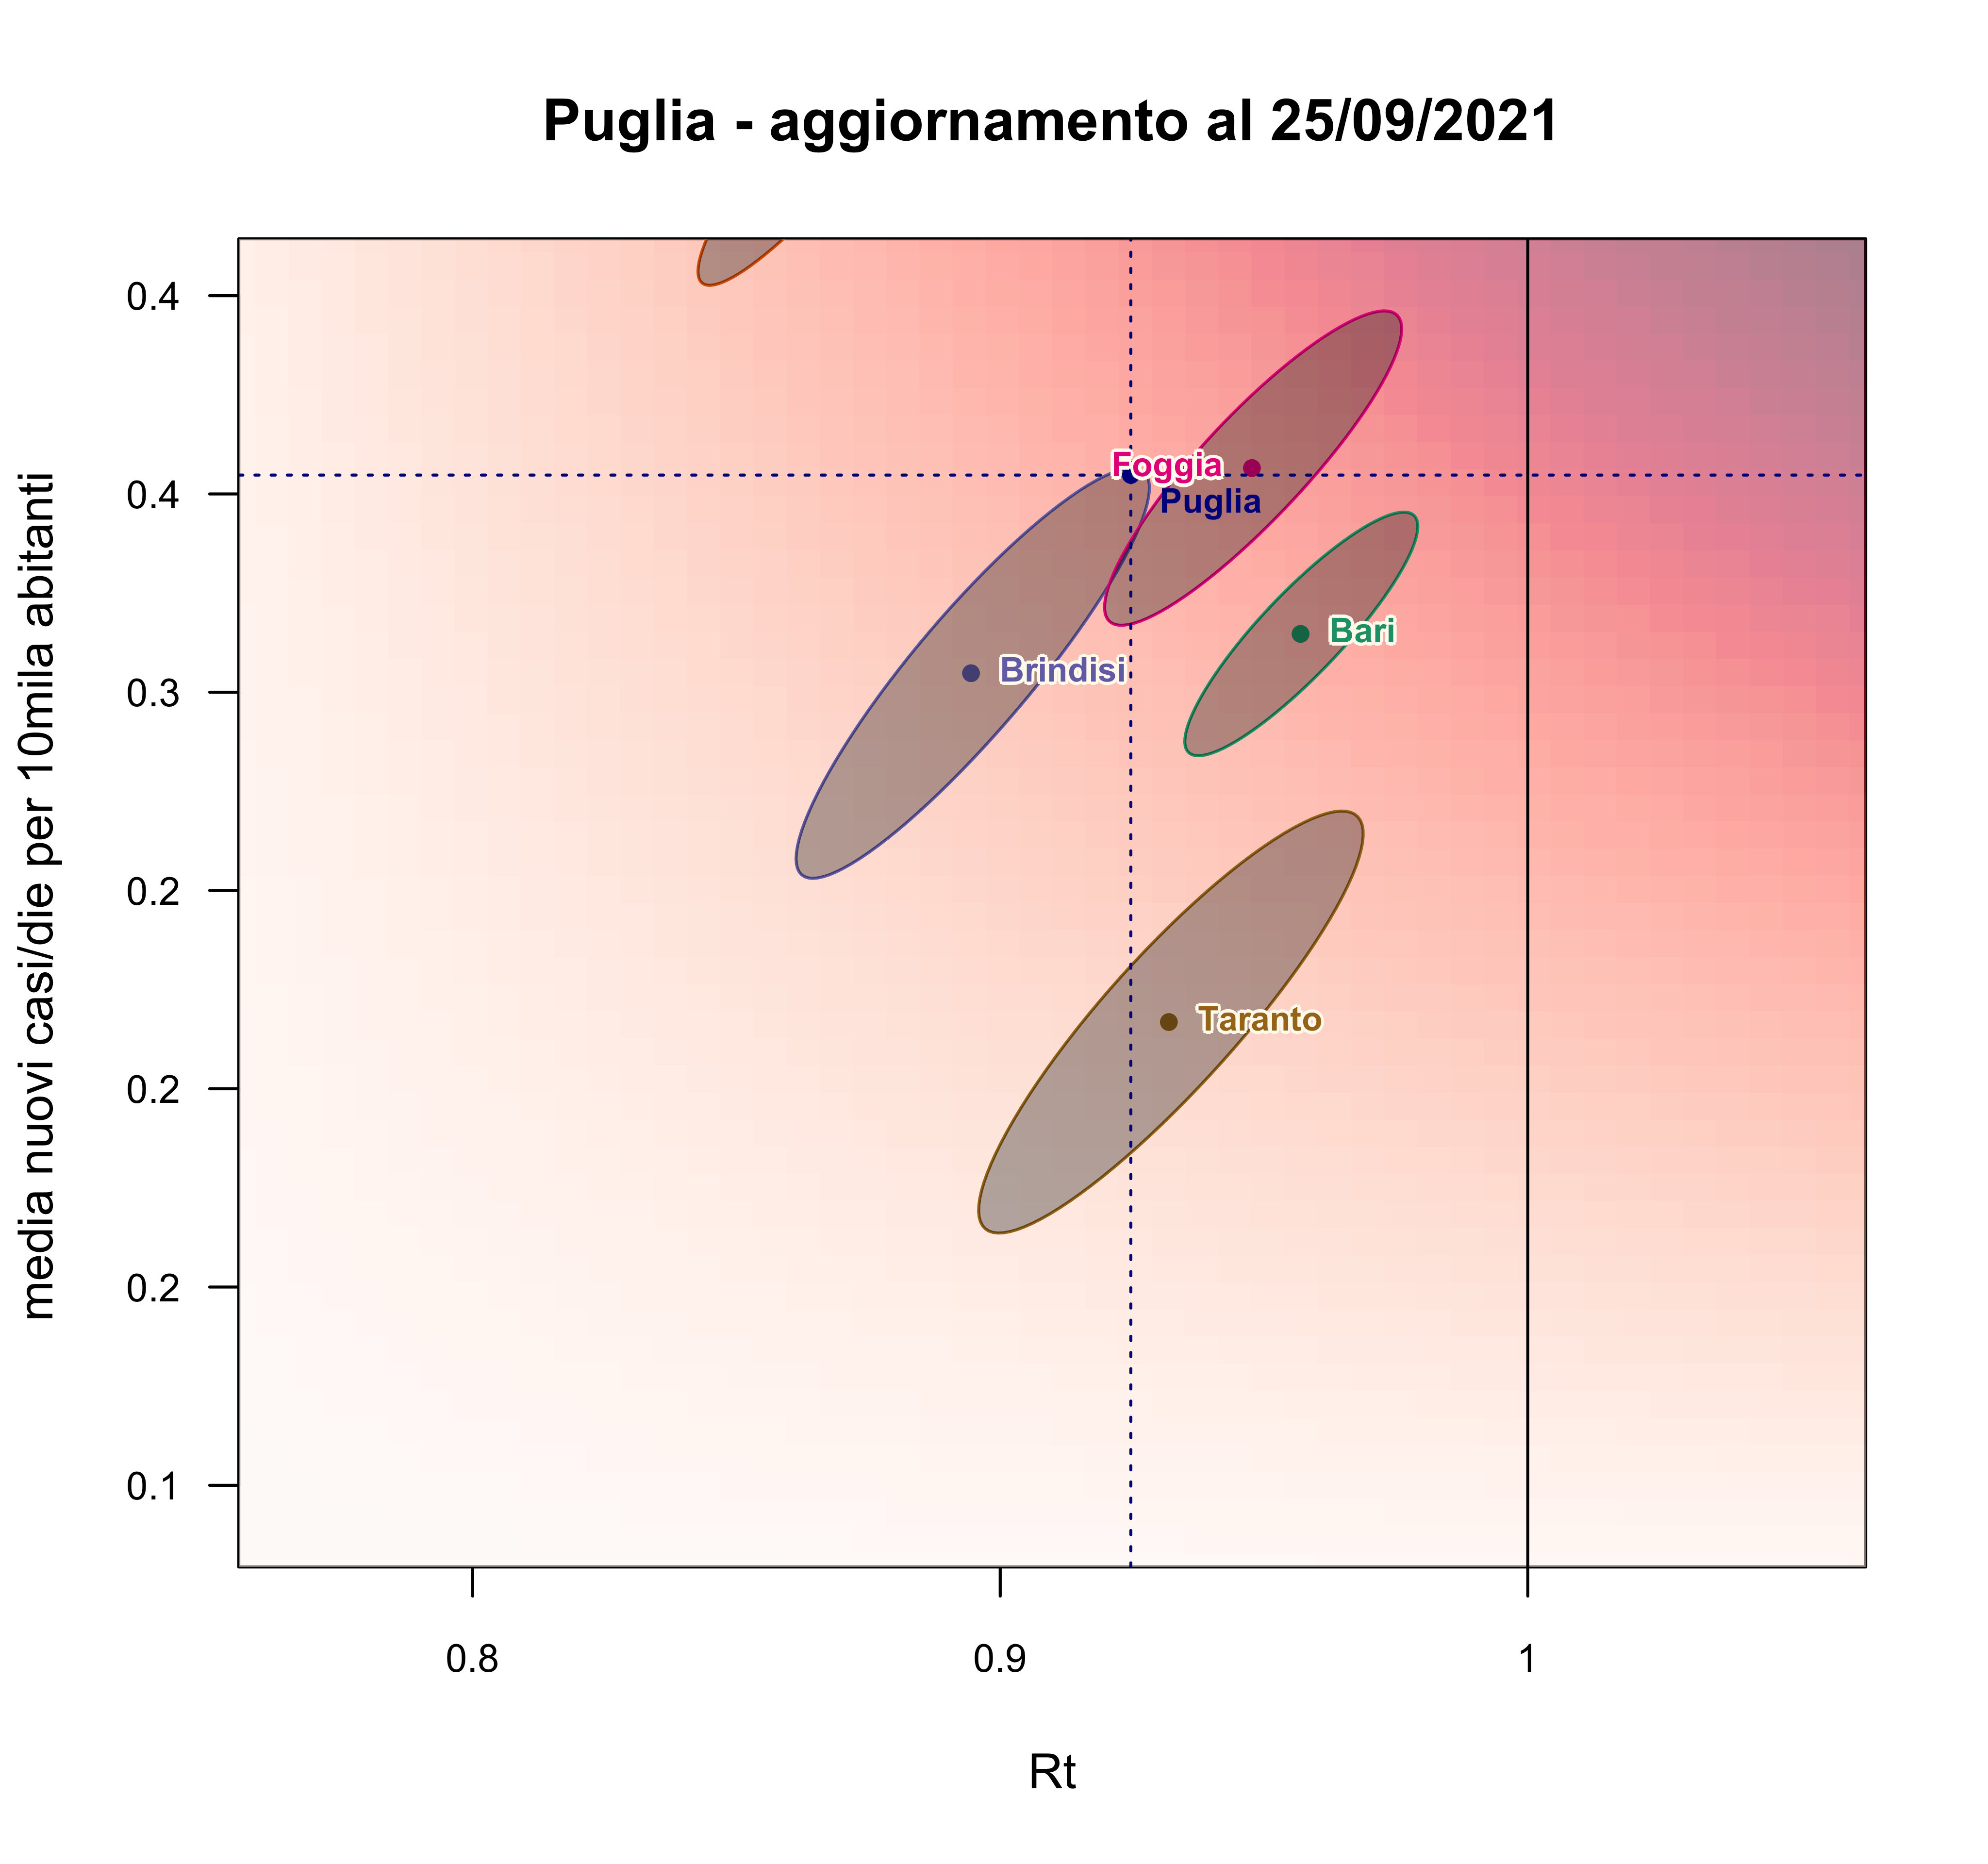 Puglia - aggiornamento al 25/09/2021
media nuovi casi/die per 10mila abitanti
0.4
0.4
0.3
0.2
0.2
0.2
0.1
Foggia
Puglia
Bari
Brindisi
Taranto
0.8
0.9
1
Rt